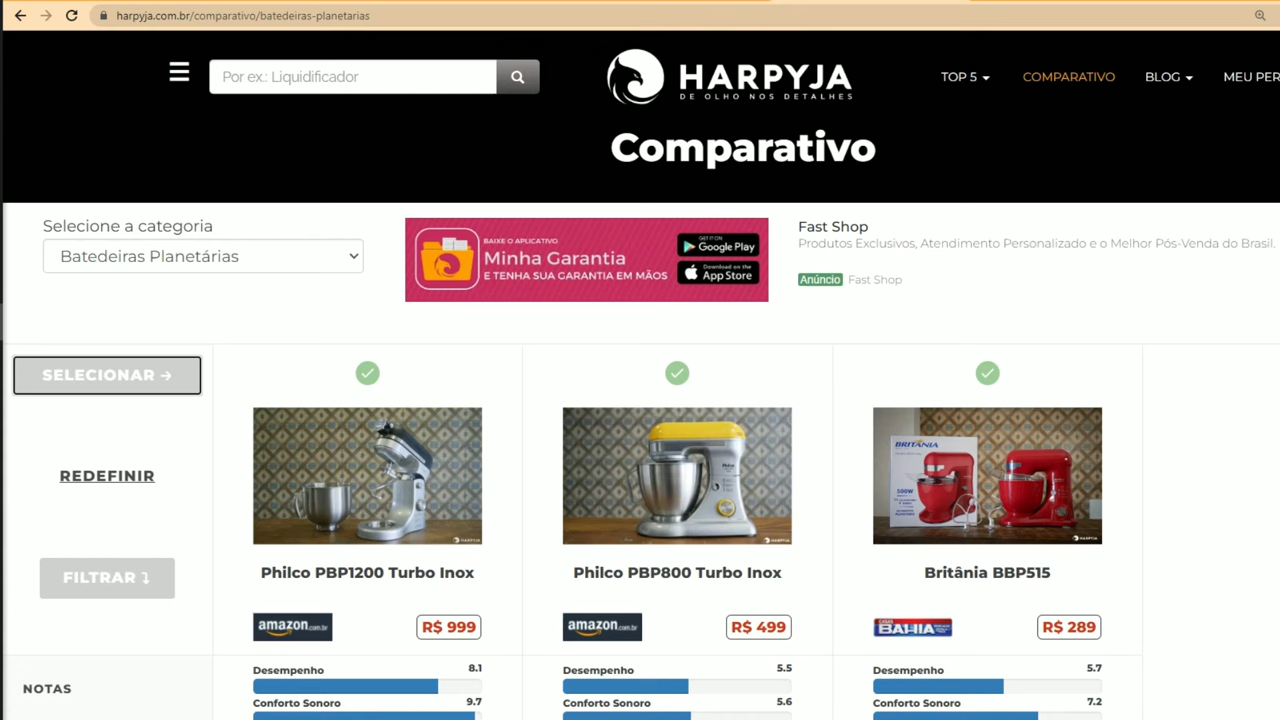 harpyja.com.br/comparativo/batedeiras-planetarias
Por ex.: Liquidificador
HARPYJA
DE OLHO NOS DETALHES
TOP 5
COMPARATIVO
BLOG
MEU PER
Comparativo
Selecione a categoria
Batedeiras Planetárias
BAIXE O APLICATIVO
Minha Garantia
E TENHA SUA GARANTIA EM MÃOS
GET IT ON
Google Play
Download on the
App Store
Fast Shop
Produtos Exclusivos, Atendimento Personalizado e o Melhor Pós-Venda do Brasil.
Anúncio Fast Shop
SELECIONAR →
REDEFINIR
FILTRAR ⤵
HARPYJA
HARPYJA
BRITÂNIA
500W
HARPYJA
Philco PBP1200 Turbo Inox
Philco PBP800 Turbo Inox
Britânia BBP515
amazon.com.br
R$ 999
amazon.com.br
R$ 499
CASAS BAHIA
R$ 289
NOTAS
Desempenho 8.1
Conforto Sonoro 9.7
Desempenho 5.5
Conforto Sonoro 5.6
Desempenho 5.7
Conforto Sonoro 7.2